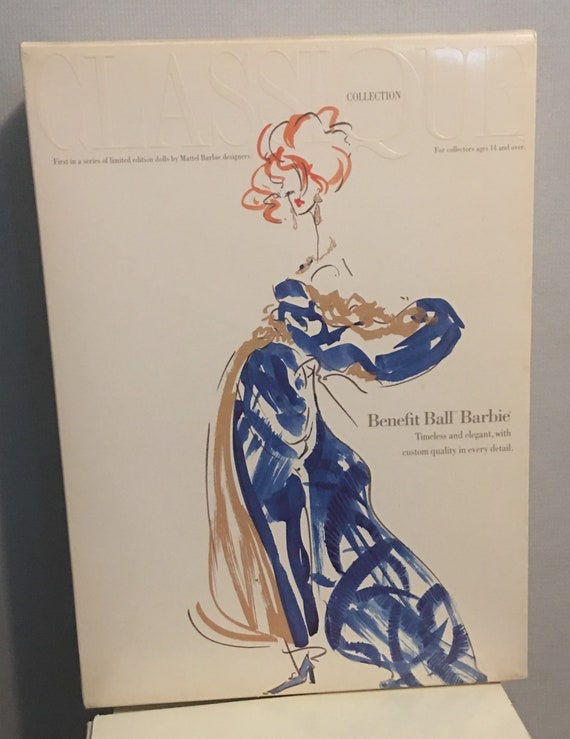 CLASSIQUE
COLLECTION
First in a series of limited edition dolls by Mattel Barbie designers.
For collectors ages 14 and over.
Benefit Ball™ Barbie®
Timeless and elegant, with
custom quality in every detail.